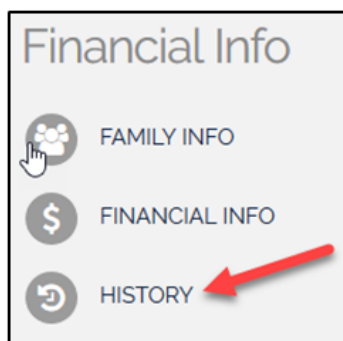 Financial Info
FAMILY INFO
$
FINANCIAL INFO
HISTORY